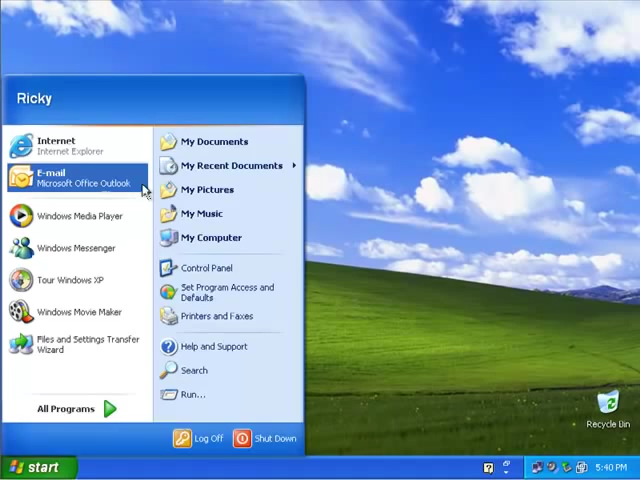 Ricky
Internet
Internet Explorer
E-mail
Microsoft Office Outlook
Windows Media Player
Windows Messenger
Tour Windows XP
Windows Movie Maker
Files and Settings Transfer
Wizard
All Programs
My Documents
My Recent Documents
My Pictures
My Music
My Computer
Control Panel
Set Program Access and
Defaults
Printers and Faxes
Help and Support
Search
Run...
Log Off
Shut Down
Recycle Bin
start
5:40 PM